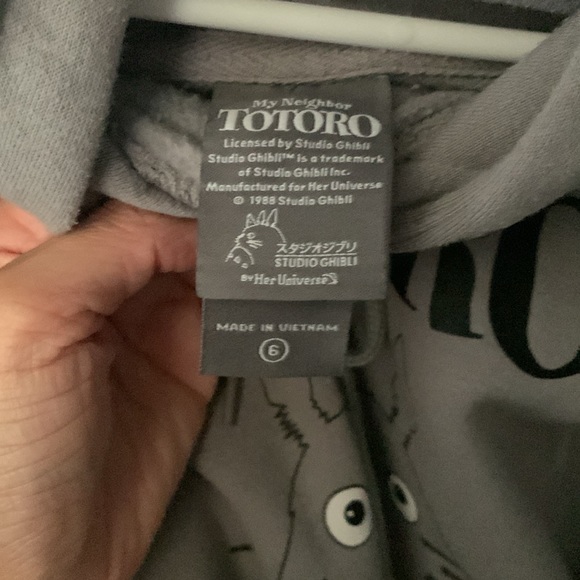 My Neighbor
TOTORO
Licensed by Studio Ghibli
Studio Ghibli™ is a trademark
of Studio Ghibli Inc.
Manufactured for Her Universe
© 1988 Studio Ghibli
スタジオジブリ
STUDIO GHIBLI
BY Her Universe
MADE IN VIETNAM
6
RO